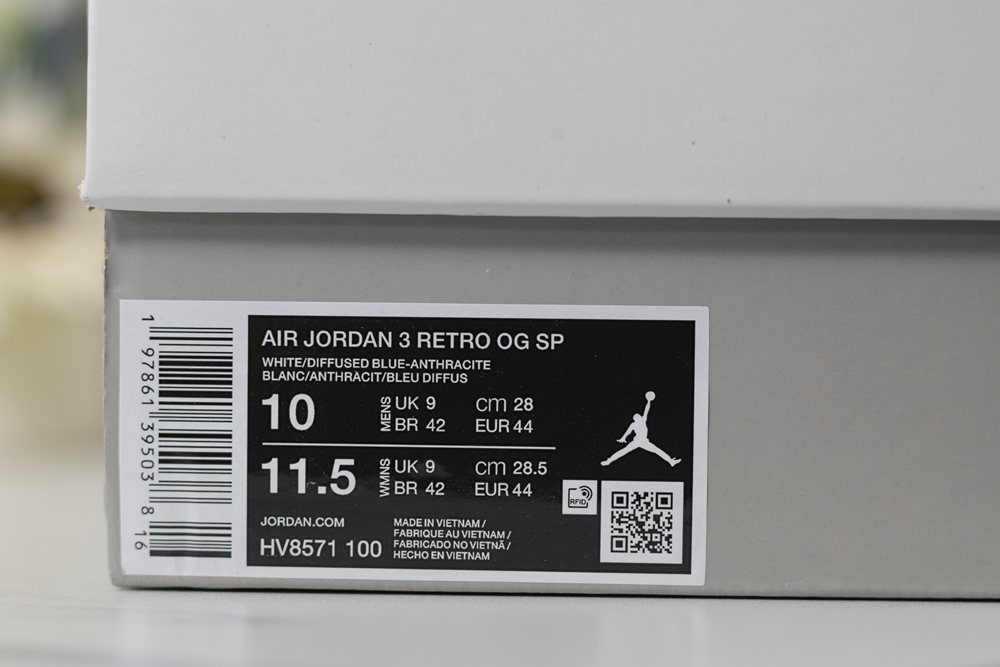 1 97861 39503 8 16
AIR JORDAN 3 RETRO OG SP
WHITE/DIFFUSED BLUE-ANTHRACITE
BLANC/ANTHRACIT/BLEU DIFFUS
10 MENS UK 9 cm 28
BR 42 EUR 44
11.5 WMNS UK 9 cm 28.5
BR 42 EUR 44
RFID
JORDAN.COM
HV8571 100
MADE IN VIETNAM /
FABRIQUE AU VIETNAM /
FABRICADO NO VIETNÃ /
HECHO EN VIETNAM